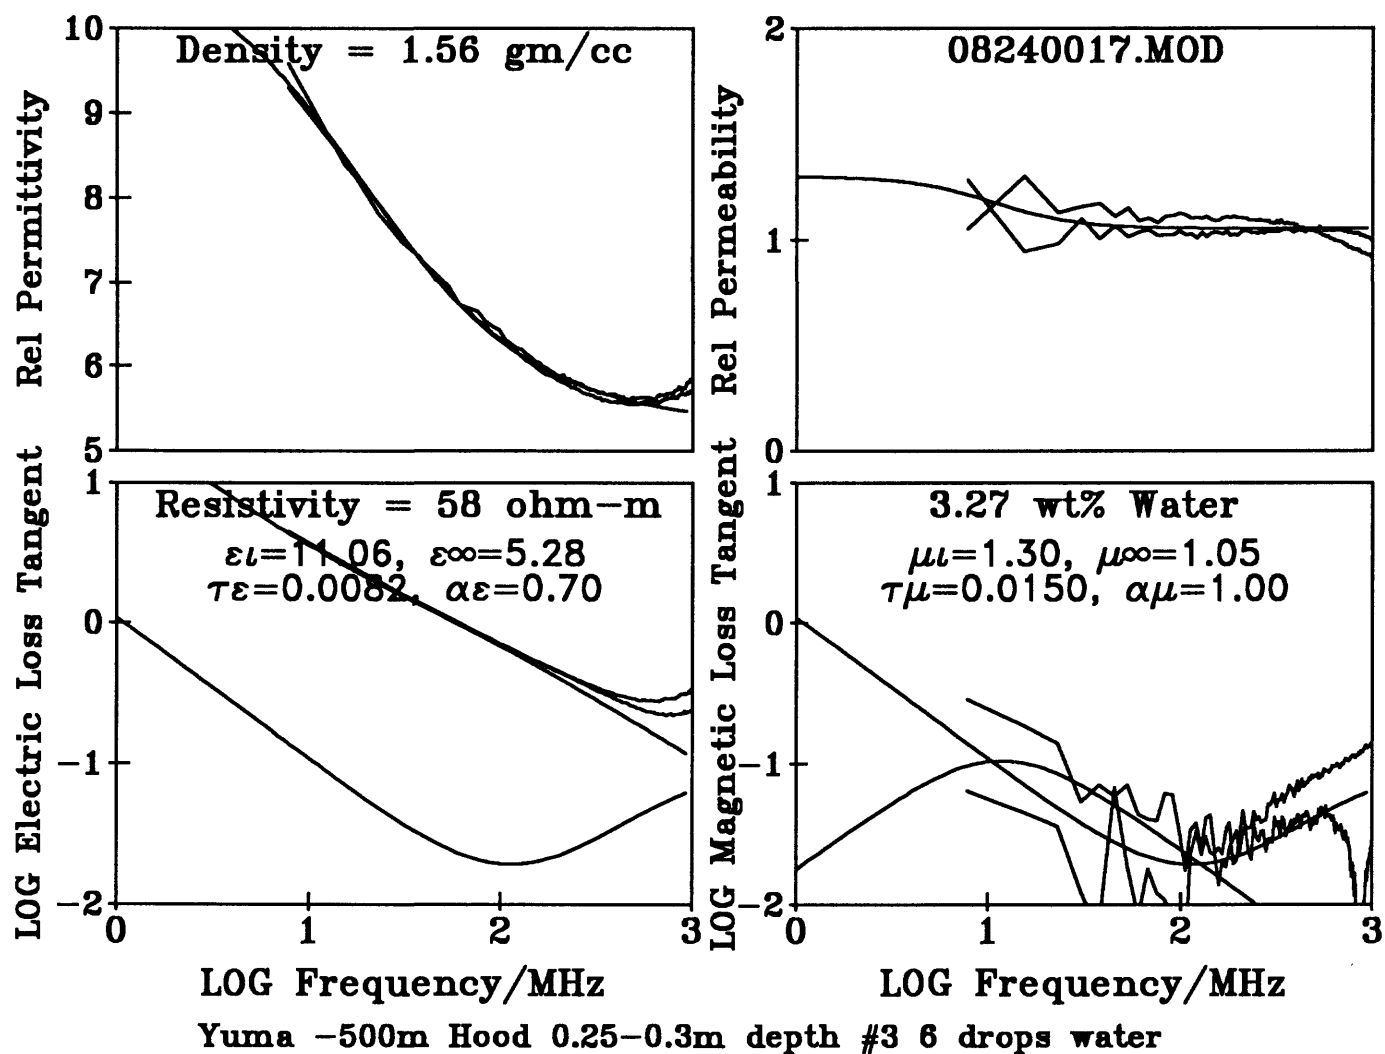 10
9
8
7
6
5
Rel Permittivity
Density = 1.56 gm/cc
2
1
0
Rel Permeability
08240017.MOD
1
0
-1
-2
LOG Electric Loss Tangent
Resistivity = 58 ohm-m
ει=11.06, ε∞=5.28
τε=0.0082, αε=0.70
0 1 2 3
LOG Frequency/MHz
1
0
-1
-2
LOG Magnetic Loss Tangent
3.27 wt% Water
μι=1.30, μ∞=1.05
τμ=0.0150, αμ=1.00
0 1 2 3
LOG Frequency/MHz
Yuma -500m Hood 0.25-0.3m depth #3 6 drops water